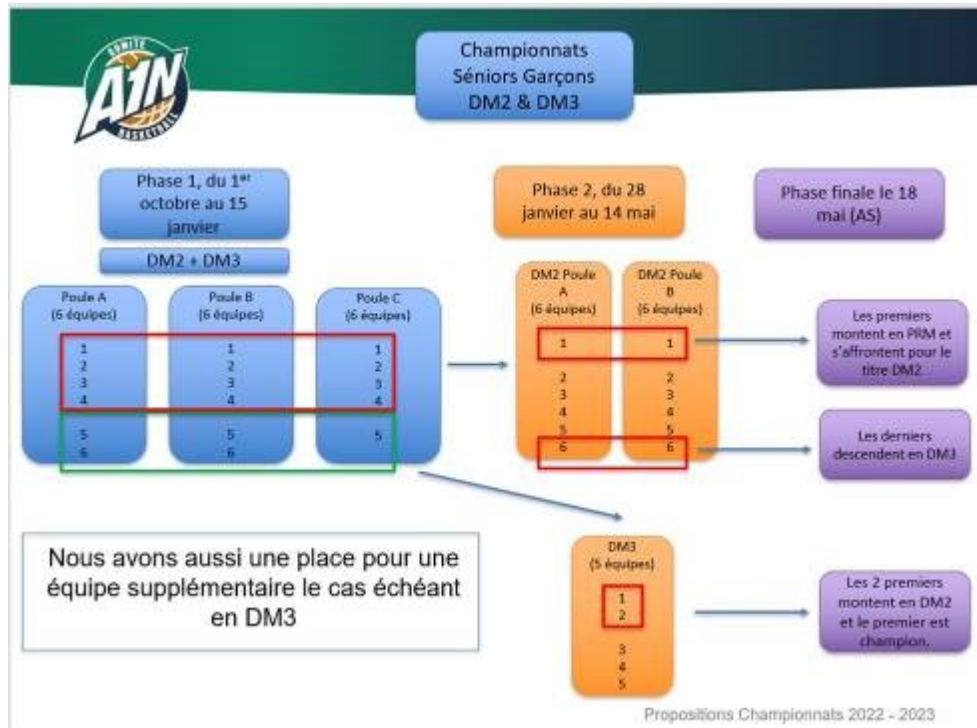 COMITÉ
A1N
BASKETBALL
Championnats
Séniors Garçons
DM2 & DM3
Phase 1, du 1er
octobre au 15
janvier
DM2 + DM3
Poule A
(6 équipes)
1
2
3
4
5
6
Poule B
(6 équipes)
1
2
3
4
5
6
Poule C
(6 équipes)
1
2
3
4
5
Phase 2, du 28
janvier au 14 mai
DM2 Poule
A
(6 équipes)
1
2
3
4
5
6
DM2 Poule
B
(6 équipes)
1
2
3
4
5
6
Phase finale le 18
mai (AS)
Les premiers
montent en PRM et
s'affrontent pour le
titre DM2
Les derniers
descendent en DM3
Nous avons aussi une place pour une
équipe supplémentaire le cas échéant
en DM3
DM3
(5 équipes)
1
2
3
4
5
Les 2 premiers
montent en DM2
et le premier est
champion.
Propositions Championnats 2022 - 2023